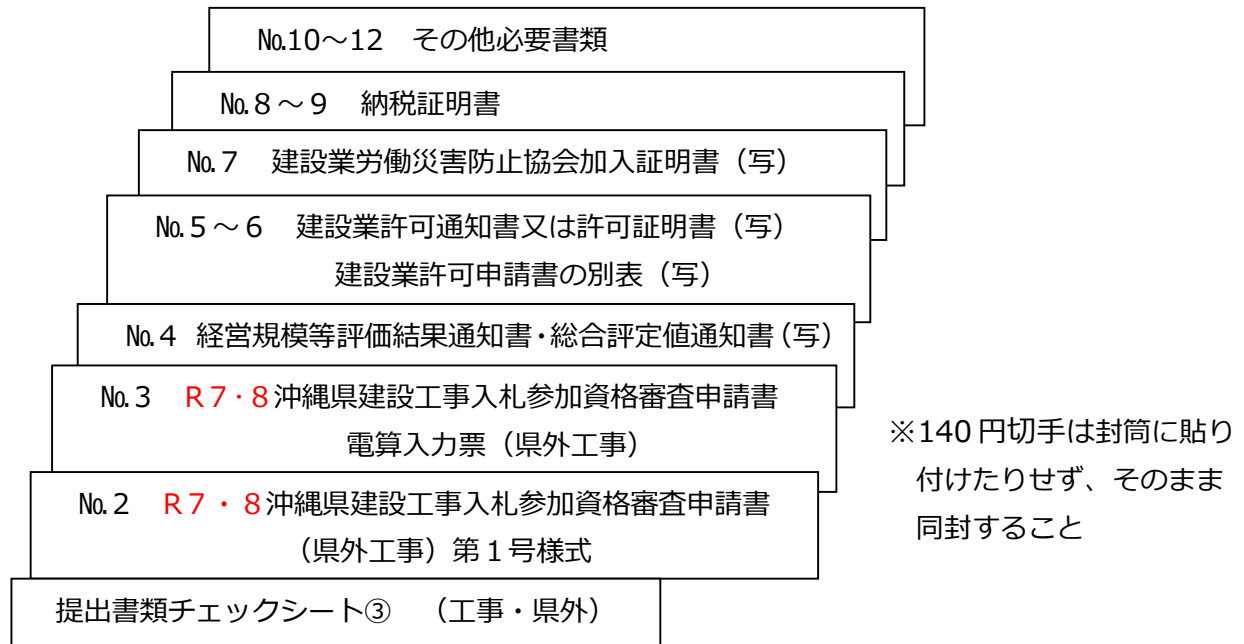 №10～12　その他必要書類
№８～９　納税証明書
№７　建設業労働災害防止協会加入証明書（写）
№５～６　建設業許可通知書又は許可証明書（写）
建設業許可申請書の別表（写）
№４ 経営規模等評価結果通知書・総合評定値通知書（写）
№３　Ｒ７・８沖縄県建設工事入札参加資格審査申請書
電算入力票（県外工事）
№２　Ｒ７・８沖縄県建設工事入札参加資格審査申請書
（県外工事）第１号様式
提出書類チェックシート③　（工事・県外）
※140 円切手は封筒に貼り
付けたりせず、そのまま
同封すること